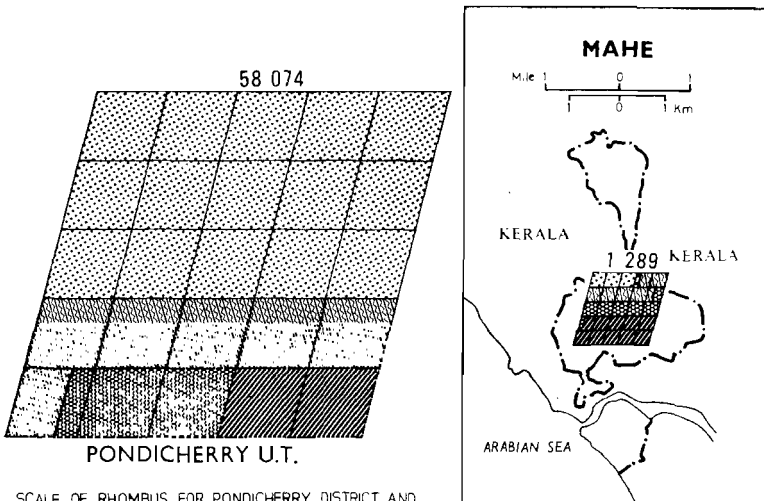 58 074
PONDICHERRY U.T.
SCALE OF RHOMBUS FOR PONDICHERRY DISTRICT AND
MAHE
Mile 1 0 1
1 0 1 Km
KERALA
1 289 KERALA
ARABIAN SEA